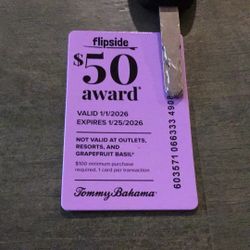 flipside
$50
award*
VALID 1/1/2026
EXPIRES 1/25/2026
NOT VALID AT OUTLETS,
RESORTS, AND
GRAPEFRUIT BASIL*
$100 minimum purchase
required, 1 card per transaction
Tommy Bahama
603571 066333 490